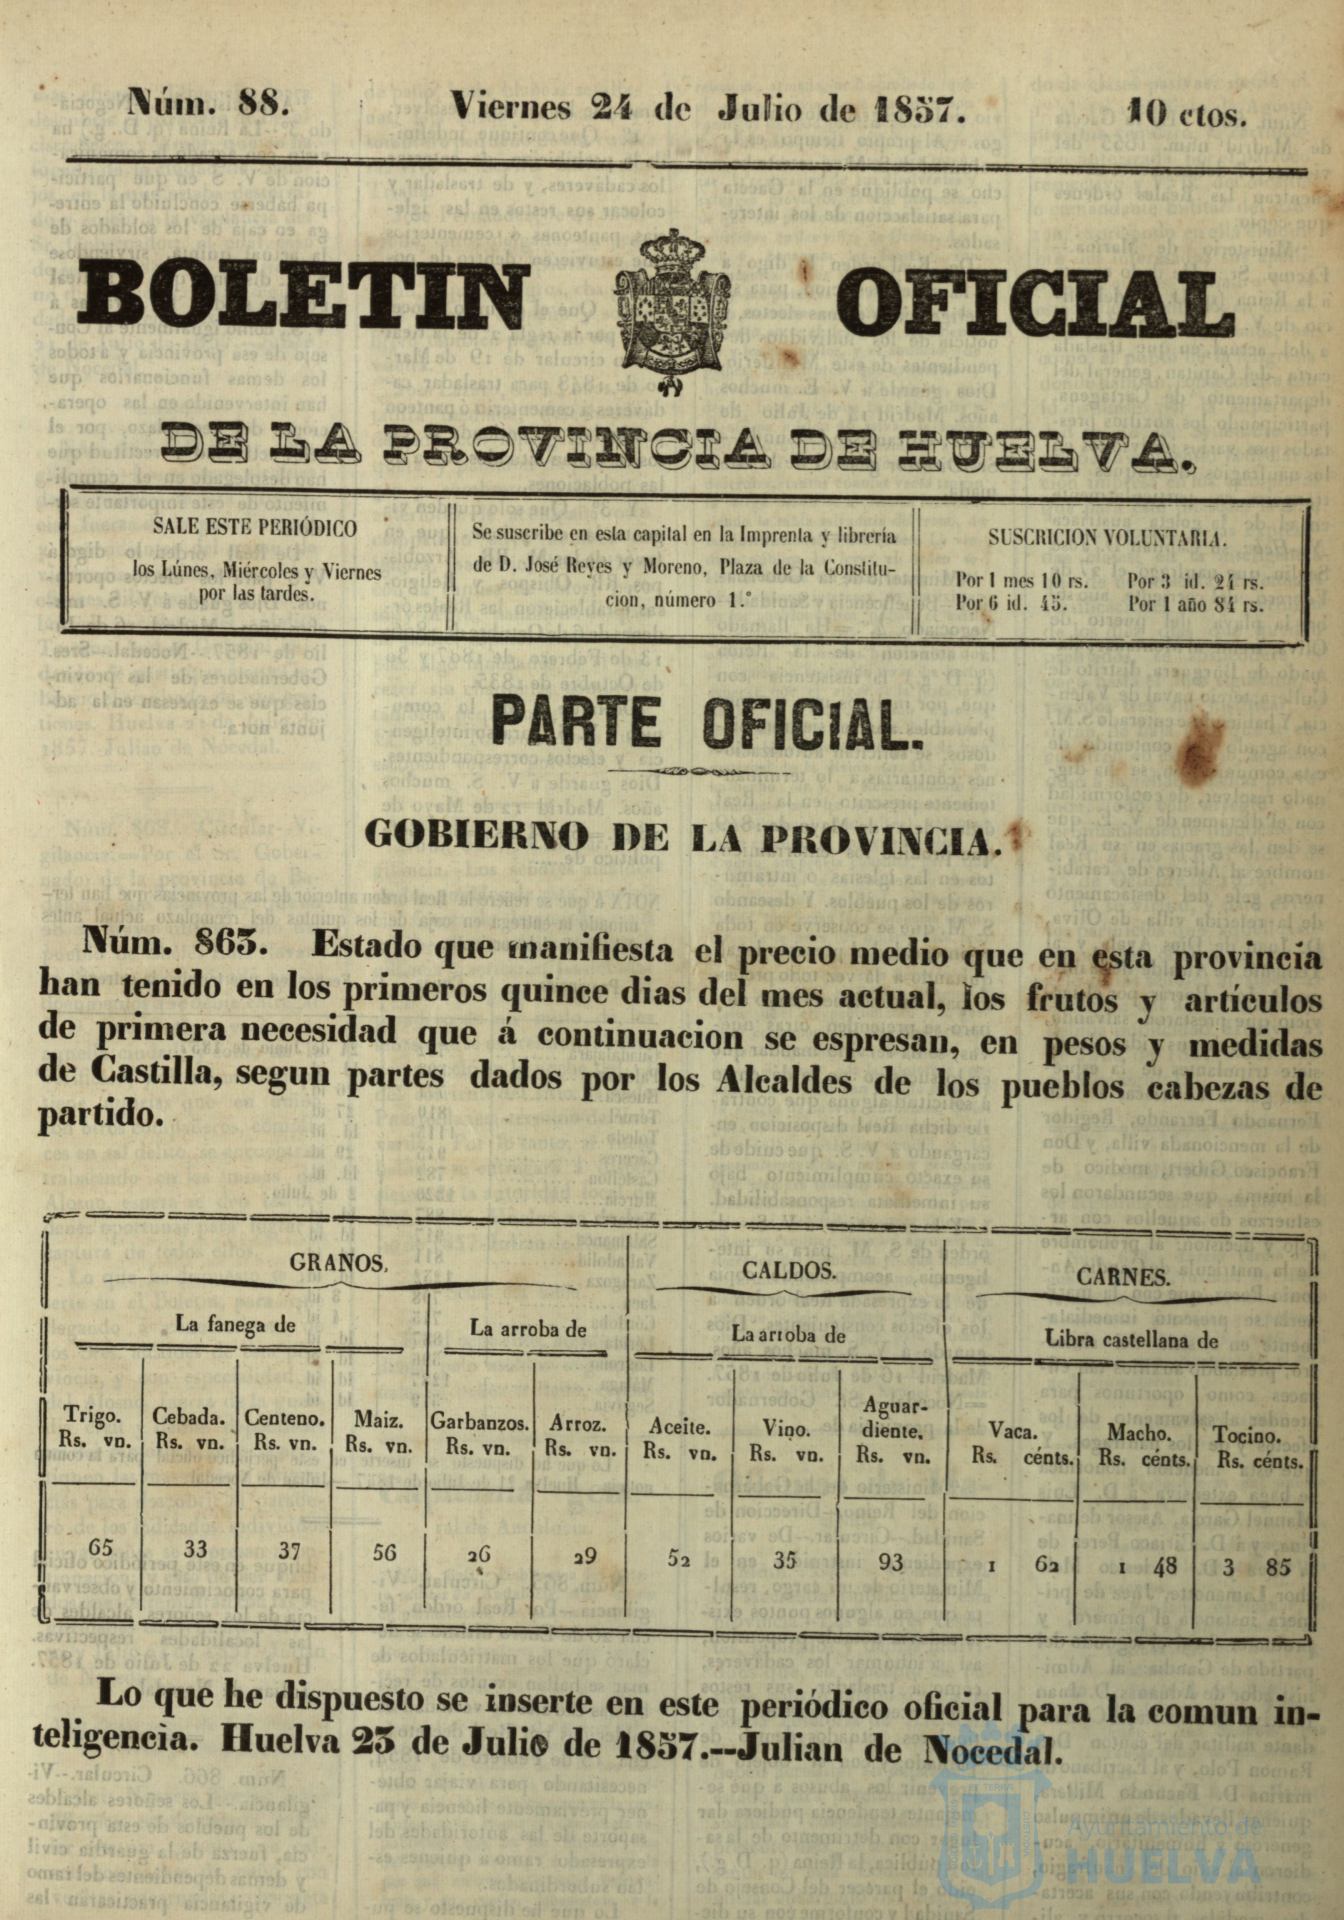 Núm. 88. Viernes 24 de Julio de 1857. 10 ctos.
BOLETIN OFICIAL
DE LA PROVINCIA DE HUELVA.
SALE ESTE PERIÓDICO
los Lúnes, Miércoles y Viernes
por las tardes.
Se suscribe en esta capital en la Imprenta y librería
de D. José Reyes y Moreno, Plaza de la Constitu-
cion, número 1.°
SUSCRICION VOLUNTARIA.
Por 1 mes 10 rs. Por 3 id. 24 rs.
Por 6 id. 45. Por 1 año 84 rs.
PARTE OFICIAL.
GOBIERNO DE LA PROVINCIA.
Núm. 863. Estado que manifiesta el precio medio que en esta provincia
han tenido en los primeros quince dias del mes actual, los frutos y artículos
de primera necesidad que á continuacion se espresan, en pesos y medidas
de Castilla, segun partes dados por los Alcaldes de los pueblos cabezas de
partido.
GRANOS. CALDOS. CARNES.
La fanega de La arroba de La arroba de Libra castellana de
Trigo. Cebada. Centeno. Maiz. Garbanzos. Arroz. Aceite. Vino. Aguar-
diente. Vaca. Macho. Tocino.
Rs. vn. Rs. vn. Rs. vn. Rs. vn. Rs. vn. Rs. vn. Rs. vn. Rs. vn. Rs. vn. Rs. cénts. Rs. cénts. Rs. cénts.
65 33 37 56 26 29 52 35 93 1 62 1 48 3 85
Lo que he dispuesto se inserte en este periódico oficial para la comun in-
teligencia. Huelva 23 de Julio de 1857.--Julian de Nocedal.
Ayuntamiento de
HUELVA